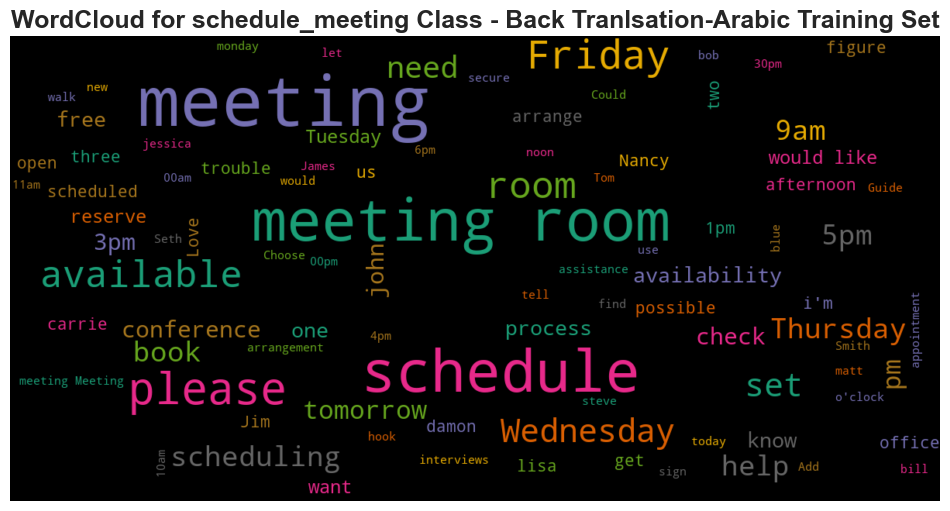 WordCloud for schedule_meeting Class - Back Tranlsation-Arabic Training Set
monday
let
need
Friday
bob
figure
walk
new
meeting
secure
30pm
two
free
Could
arrange
9am
open
three
jessica
Tuesday
6pm
noon
Nancy
would like
11am
scheduled
00am
trouble
James
would
us
room
Tom
afternoon
Guide
reserve
3pm
Seth
Love
meeting room
1pm
blue
5pm
available
Choose
00pm
john
use
assistance
availability
tell
find
possible
i'm
carrie
conference
one
4pm
process
check
Thursday
appointment
book
arrangement
Smith
meeting Meeting
please
schedule
matt
set
pm
o'clock
steve
tomorrow
Jim
damon
Wednesday
hook
today
know
office
10am
scheduling
interviews
lisa
get
sign
help
Add
bill
want